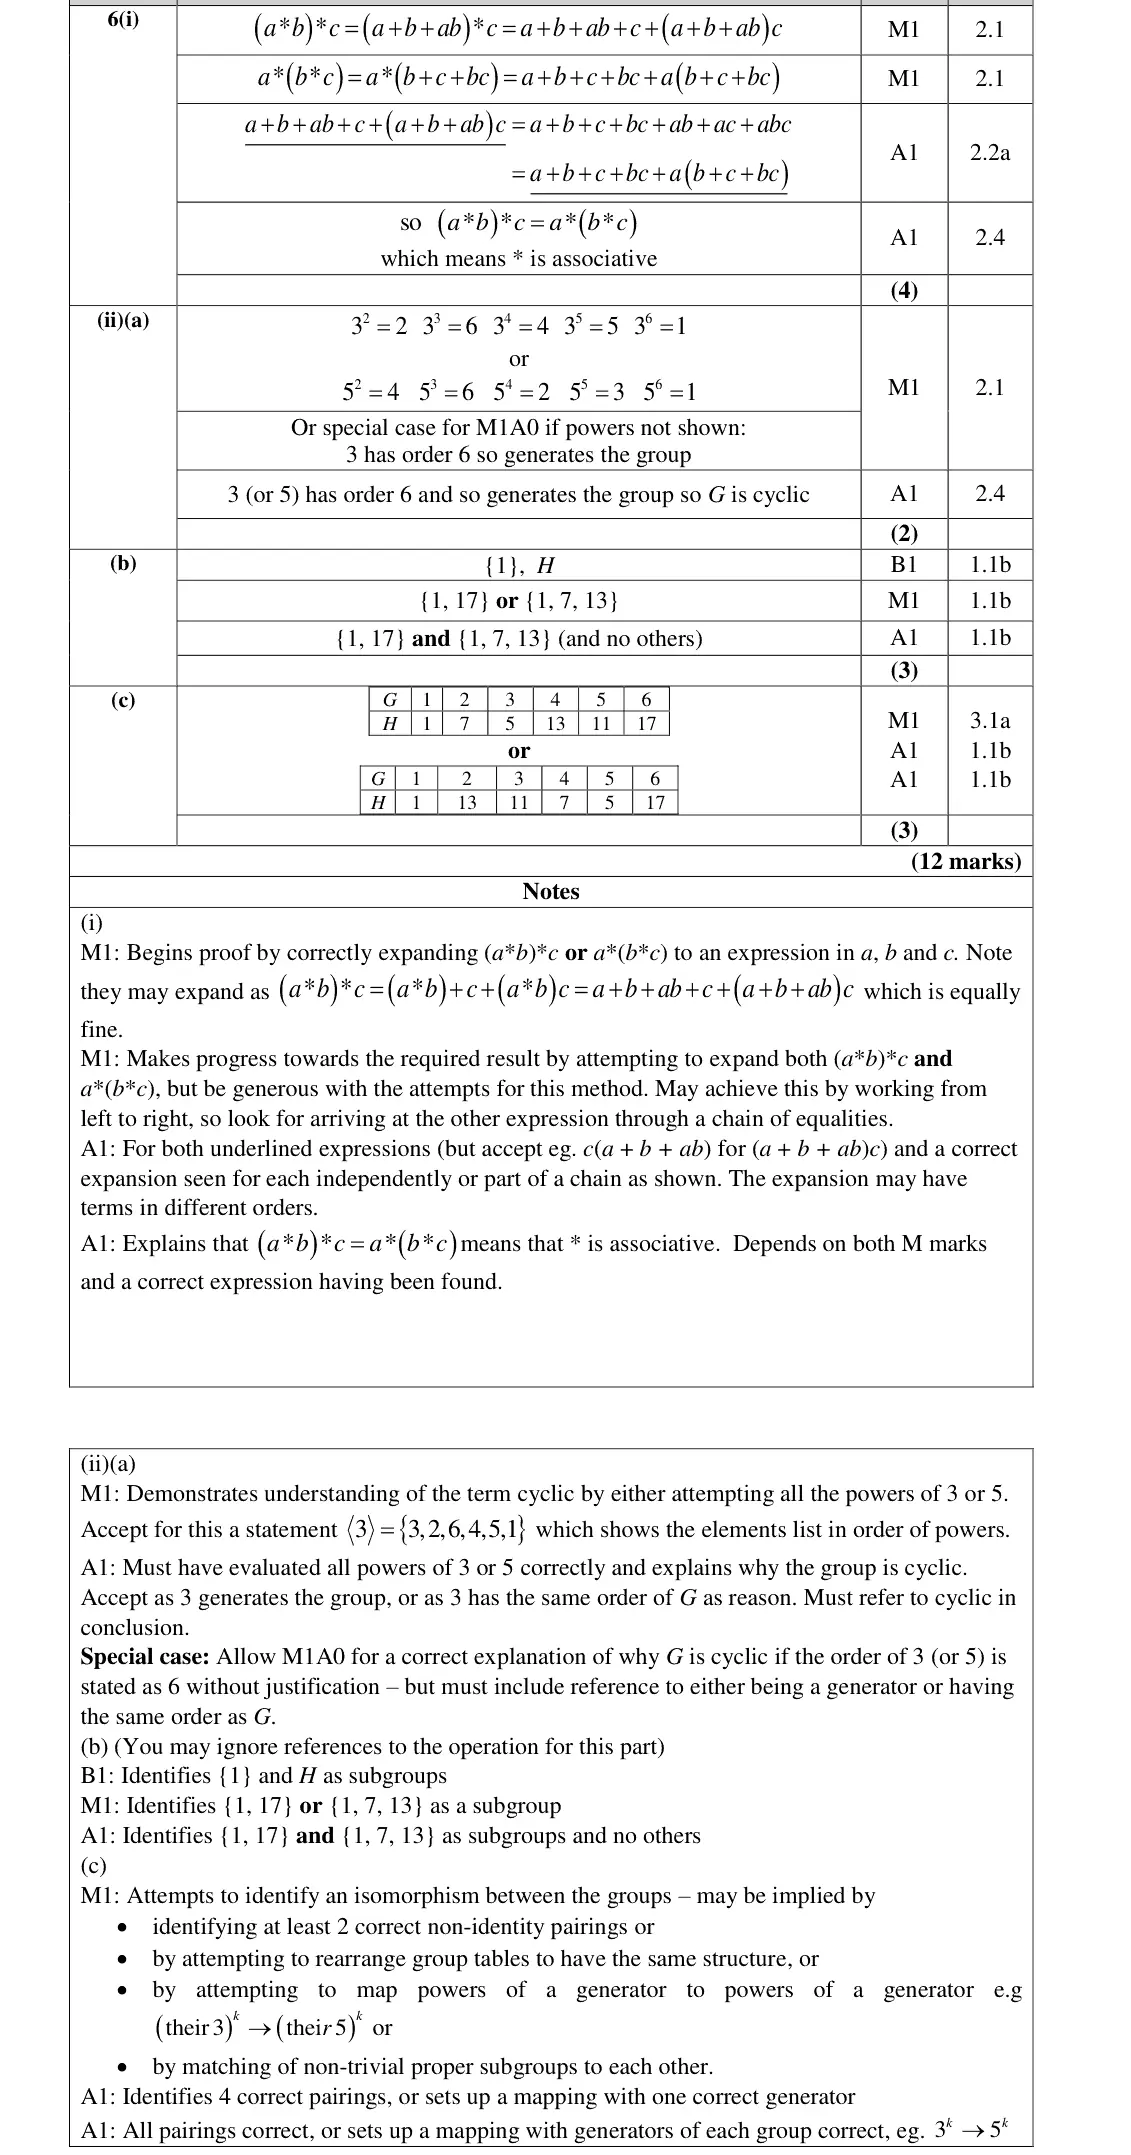 6(i) (a*b)*c=(a+b+ab)*c=a+b+ab+c+(a+b+ab)c M1 2.1
a*(b*c)=a*(b+c+bc)=a+b+c+bc+a(b+c+bc) M1 2.1
a+b+ab+c+(a+b+ab)c=a+b+c+bc+ab+ac+abc
=a+b+c+bc+a(b+c+bc) A1 2.2a
so (a*b)*c=a*(b*c)
which means * is associative A1 2.4
(4)
(ii)(a) 3²=2 3³=6 3⁴=4 3⁵=5 3⁶=1
or
5²=4 5³=6 5⁴=2 5⁵=3 5⁶=1 M1 2.1
Or special case for M1A0 if powers not shown:
3 has order 6 so generates the group
3 (or 5) has order 6 and so generates the group so G is cyclic A1 2.4
(2)
(b) {1}, H B1 1.1b
{1, 17} or {1, 7, 13} M1 1.1b
{1, 17} and {1, 7, 13} (and no others) A1 1.1b
(3)
(c) G 1 2 3 4 5 6
H 1 7 5 13 11 17 M1 3.1a
or A1 1.1b
G 1 2 3 4 5 6 A1 1.1b
H 1 13 11 7 5 17
(3)
(12 marks)
Notes
(i)
M1: Begins proof by correctly expanding (a*b)*c or a*(b*c) to an expression in a, b and c. Note
they may expand as (a*b)*c=(a*b)+c+(a*b)c=a+b+ab+c+(a+b+ab)c which is equally
fine.
M1: Makes progress towards the required result by attempting to expand both (a*b)*c and
a*(b*c), but be generous with the attempts for this method. May achieve this by working from
left to right, so look for arriving at the other expression through a chain of equalities.
A1: For both underlined expressions (but accept eg. c(a + b + ab) for (a + b + ab)c) and a correct
expansion seen for each independently or part of a chain as shown. The expansion may have
terms in different orders.
A1: Explains that (a*b)*c=a*(b*c) means that * is associative. Depends on both M marks
and a correct expression having been found.
(ii)(a)
M1: Demonstrates understanding of the term cyclic by either attempting all the powers of 3 or 5.
Accept for this a statement ⟨3⟩={3,2,6,4,5,1} which shows the elements list in order of powers.
A1: Must have evaluated all powers of 3 or 5 correctly and explains why the group is cyclic.
Accept as 3 generates the group, or as 3 has the same order of G as reason. Must refer to cyclic in
conclusion.
Special case: Allow M1A0 for a correct explanation of why G is cyclic if the order of 3 (or 5) is
stated as 6 without justification – but must include reference to either being a generator or having
the same order as G.
(b) (You may ignore references to the operation for this part)
B1: Identifies {1} and H as subgroups
M1: Identifies {1, 17} or {1, 7, 13} as a subgroup
A1: Identifies {1, 17} and {1, 7, 13} as subgroups and no others
(c)
M1: Attempts to identify an isomorphism between the groups – may be implied by
• identifying at least 2 correct non-identity pairings or
• by attempting to rearrange group tables to have the same structure, or
• by attempting to map powers of a generator to powers of a generator e.g
(their 3)ᵏ → (their 5)ᵏ or
• by matching of non-trivial proper subgroups to each other.
A1: Identifies 4 correct pairings, or sets up a mapping with one correct generator
A1: All pairings correct, or sets up a mapping with generators of each group correct, eg. 3ᵏ → 5ᵏ